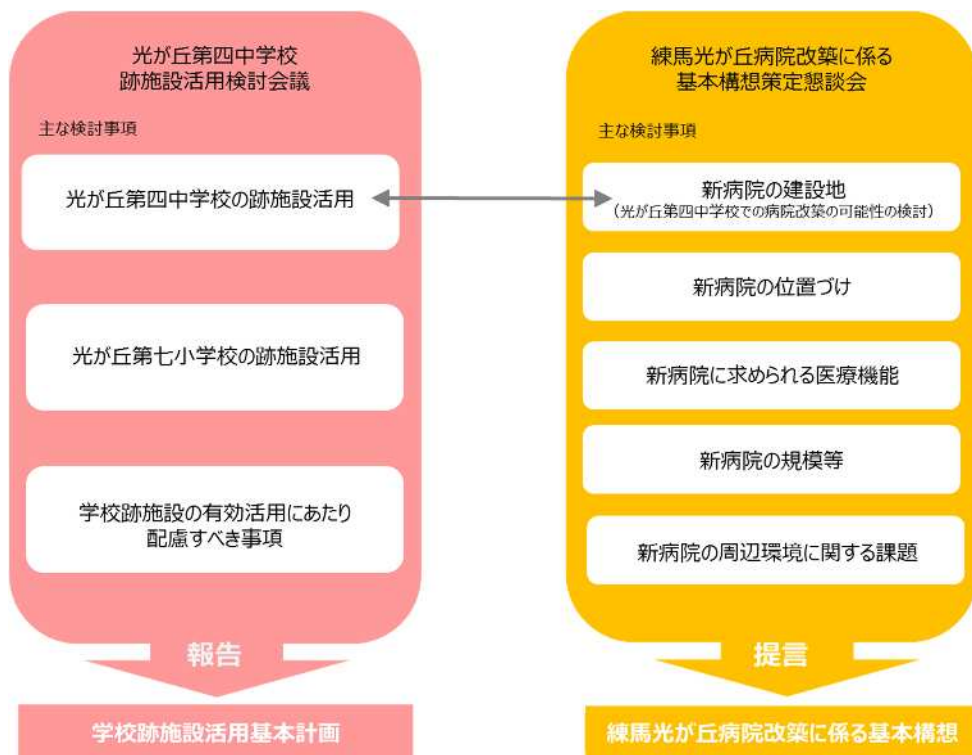 光が丘第四中学校
跡施設活用検討会議
主な検討事項
光が丘第四中学校の跡施設活用
光が丘第七小学校の跡施設活用
学校跡施設の有効活用にあたり
配慮すべき事項
報告
学校跡施設活用基本計画
練馬光が丘病院改築に係る
基本構想策定懇談会
主な検討事項
新病院の建設地
（光が丘第四中学校での病院改築の可能性の検討）
新病院の位置づけ
新病院に求められる医療機能
新病院の規模等
新病院の周辺環境に関する課題
提言
練馬光が丘病院改築に係る基本構想